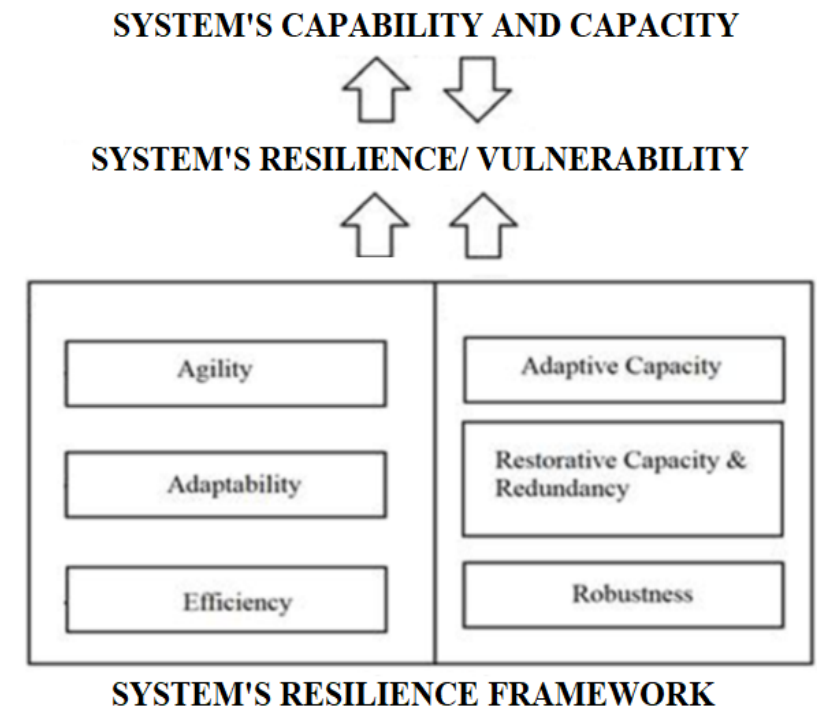 SYSTEM'S CAPABILITY AND CAPACITY
SYSTEM'S RESILIENCE/ VULNERABILITY
Agility
Adaptability
Efficiency
Adaptive Capacity
Restorative Capacity &
Redundancy
Robustness
SYSTEM'S RESILIENCE FRAMEWORK